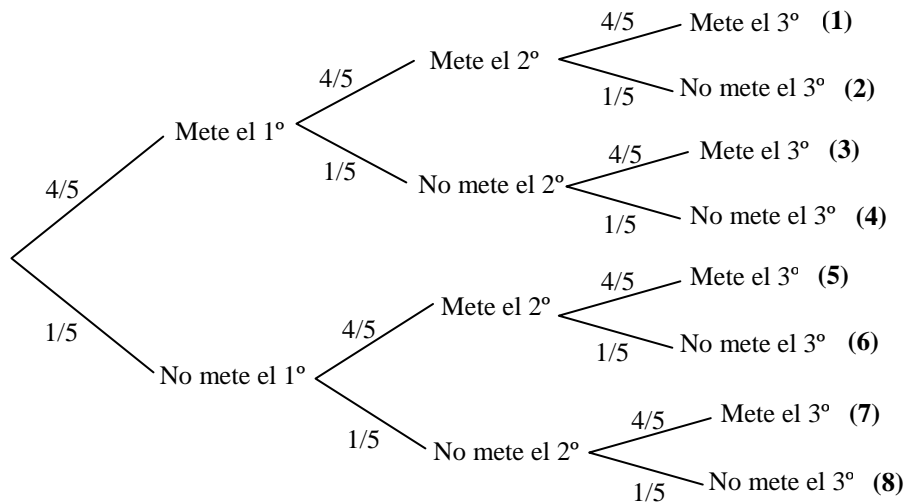 4/5 Mete el 3º (1)
4/5 Mete el 2º
1/5 No mete el 3º (2)
Mete el 1º
4/5 Mete el 3º (3)
1/5 No mete el 2º
4/5
1/5 No mete el 3º (4)
4/5 Mete el 3º (5)
Mete el 2º
1/5 4/5
1/5 No mete el 3º (6)
No mete el 1º
4/5 Mete el 3º (7)
1/5 No mete el 2º
1/5 No mete el 3º (8)